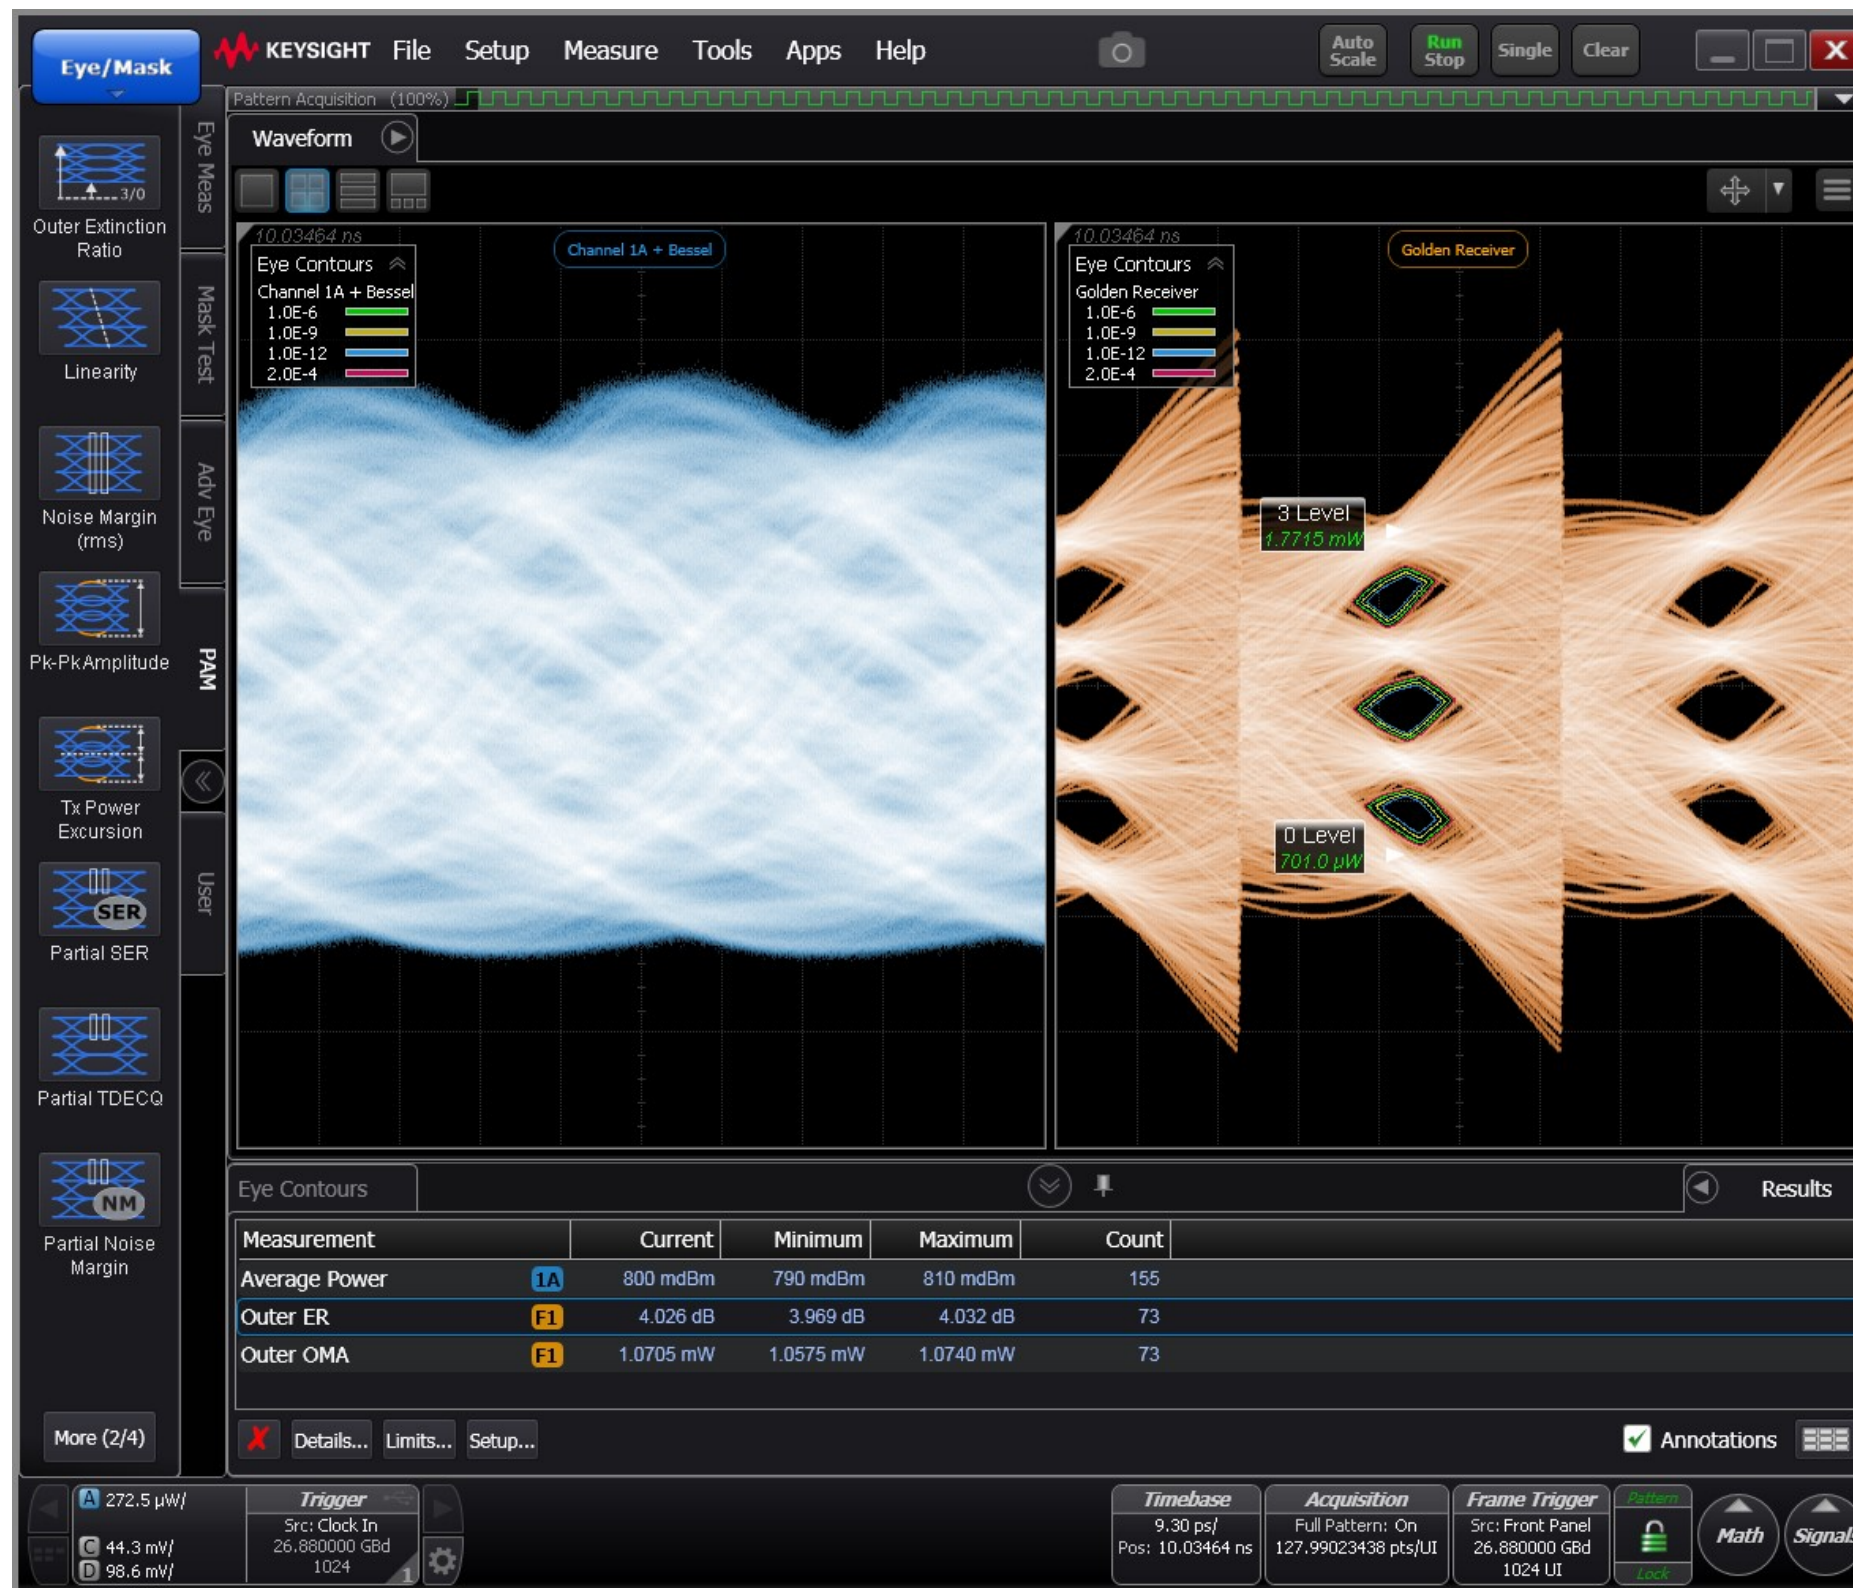 Eye/Mask
KEYSIGHT File Setup Measure Tools Apps Help
Auto Scale
Run Stop
Single
Clear
X
Pattern Acquisition (100%)
Waveform
3/0
Outer Extinction
Ratio
Linearity
Noise Margin
(rms)
Pk-Pk Amplitude
Tx Power
Excursion
SER
Partial SER
Partial TDECQ
NM
Partial Noise
Margin
More (2/4)
Eye Meas
Mask Test
Adv Eye
PAM
User
10.03464 ns
Eye Contours
Channel 1A + Bessel
1.0E-6
1.0E-9
1.0E-12
2.0E-4
Channel 1A + Bessel
10.03464 ns
Eye Contours
Golden Receiver
1.0E-6
1.0E-9
1.0E-12
2.0E-4
Golden Receiver
3 Level
1.7715 mW
0 Level
701.0 µW
Eye Contours
Results
Measurement Current Minimum Maximum Count
Average Power 1A 800 mdBm 790 mdBm 810 mdBm 155
Outer ER F1 4.026 dB 3.969 dB 4.032 dB 73
Outer OMA F1 1.0705 mW 1.0575 mW 1.0740 mW 73
Details... Limits... Setup...
Annotations
A 272.5 µW/
C 44.3 mV/
D 98.6 mV/
Trigger
Src: Clock In
26.880000 GBd
1024
1
Timebase
9.30 ps/
Pos: 10.03464 ns
Acquisition
Full Pattern: On
127.99023438 pts/UI
Frame Trigger
Src: Front Panel
26.880000 GBd
1024 UI
Pattern
Lock
Math
Signals